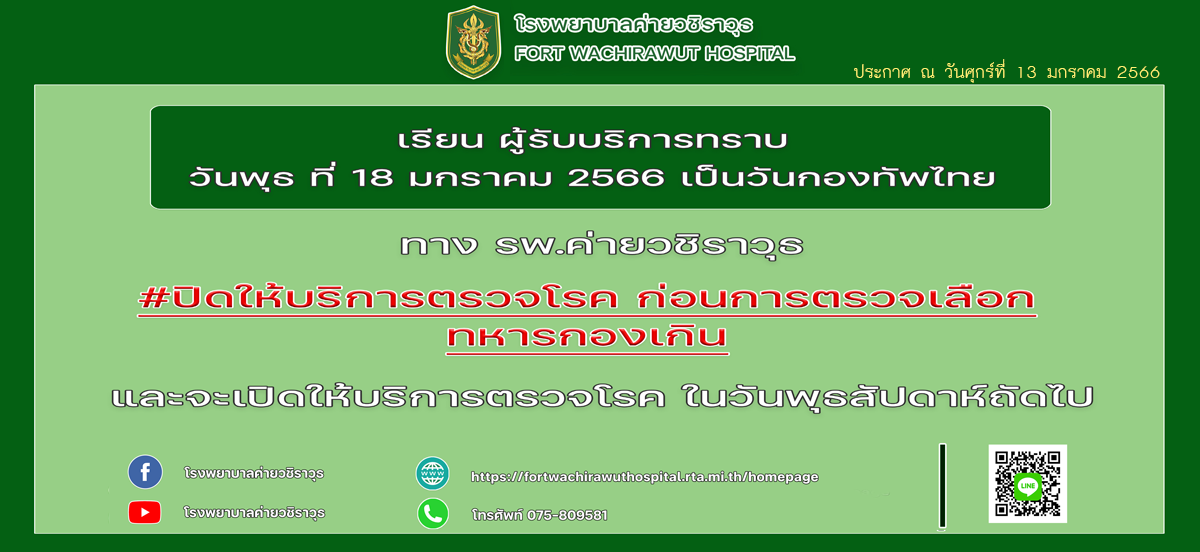 โรงพยาบาลค่ายวชิราวุธ
FORT WACHIRAWUT HOSPITAL
ประกาศ ณ วันศุกร์ที่ 13 มกราคม 2566
เรียน ผู้รับบริการทราบ
วันพุธ ที่ 18 มกราคม 2566 เป็นวันกองทัพไทย
ทาง รพ.ค่ายวชิราวุธ
#ปิดให้บริการตรวจโรค ก่อนการตรวจเลือก
ทหารกองเกิน
และจะเปิดให้บริการตรวจโรค ในวันพุธสัปดาห์ถัดไป
โรงพยาบาลค่ายวชิราวุธ
https://fortwachirawuthospital.rta.mi.th/homepage
โรงพยาบาลค่ายวชิราวุธ
โทรศัพท์ 075-809581
LINE